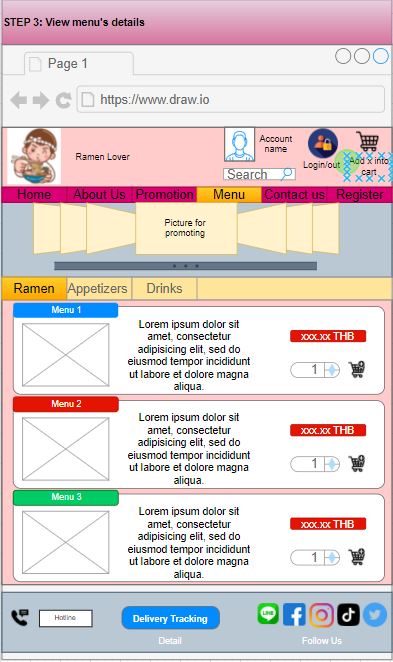 STEP 3: View menu's details
Page 1
https://www.draw.io
Ramen Lover
Account
name
Login/out
Add x into
cart
Search
Home
About Us
Promotion
Menu
Contact us
Register
Picture for
promoting
Ramen
Appetizers
Drinks
Menu 1
Lorem ipsum dolor sit
amet, consectetur
adipisicing elit, sed do
eiusmod tempor incididunt
ut labore et dolore magna
aliqua.
xxx.xx THB
1
Menu 2
Lorem ipsum dolor sit
amet, consectetur
adipisicing elit, sed do
eiusmod tempor incididunt
ut labore et dolore magna
aliqua.
xxx.xx THB
1
Menu 3
Lorem ipsum dolor sit
amet, consectetur
adipisicing elit, sed do
eiusmod tempor incididunt
ut labore et dolore magna
aliqua.
xxx.xx THB
1
Hotline
Delivery Tracking
LINE
Detail
Follow Us